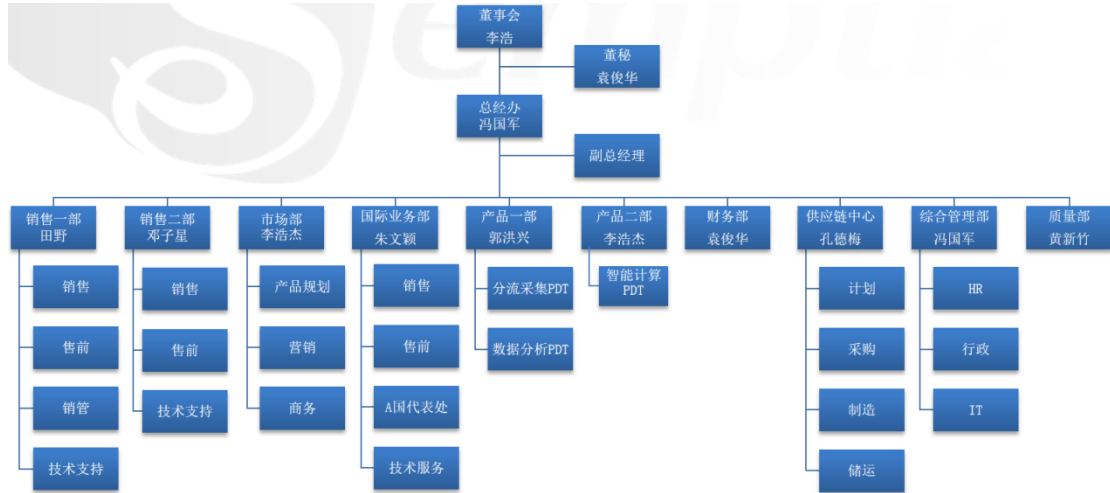 董事会
李浩
董秘
袁俊华
总经办
冯国军
副总经理
销售一部
田野
销售二部
邓子星
市场部
李浩杰
国际业务部
朱文颖
产品一部
郭洪兴
产品二部
李浩杰
财务部
袁俊华
供应链中心
孔德梅
综合管理部
冯国军
质量部
黄新竹
销售
售前
销管
技术支持
销售
售前
技术支持
产品规划
营销
商务
销售
售前
A国代表处
技术服务
分流采集PDT
数据分析PDT
智能计算
PDT
计划
采购
制造
储运
HR
行政
IT